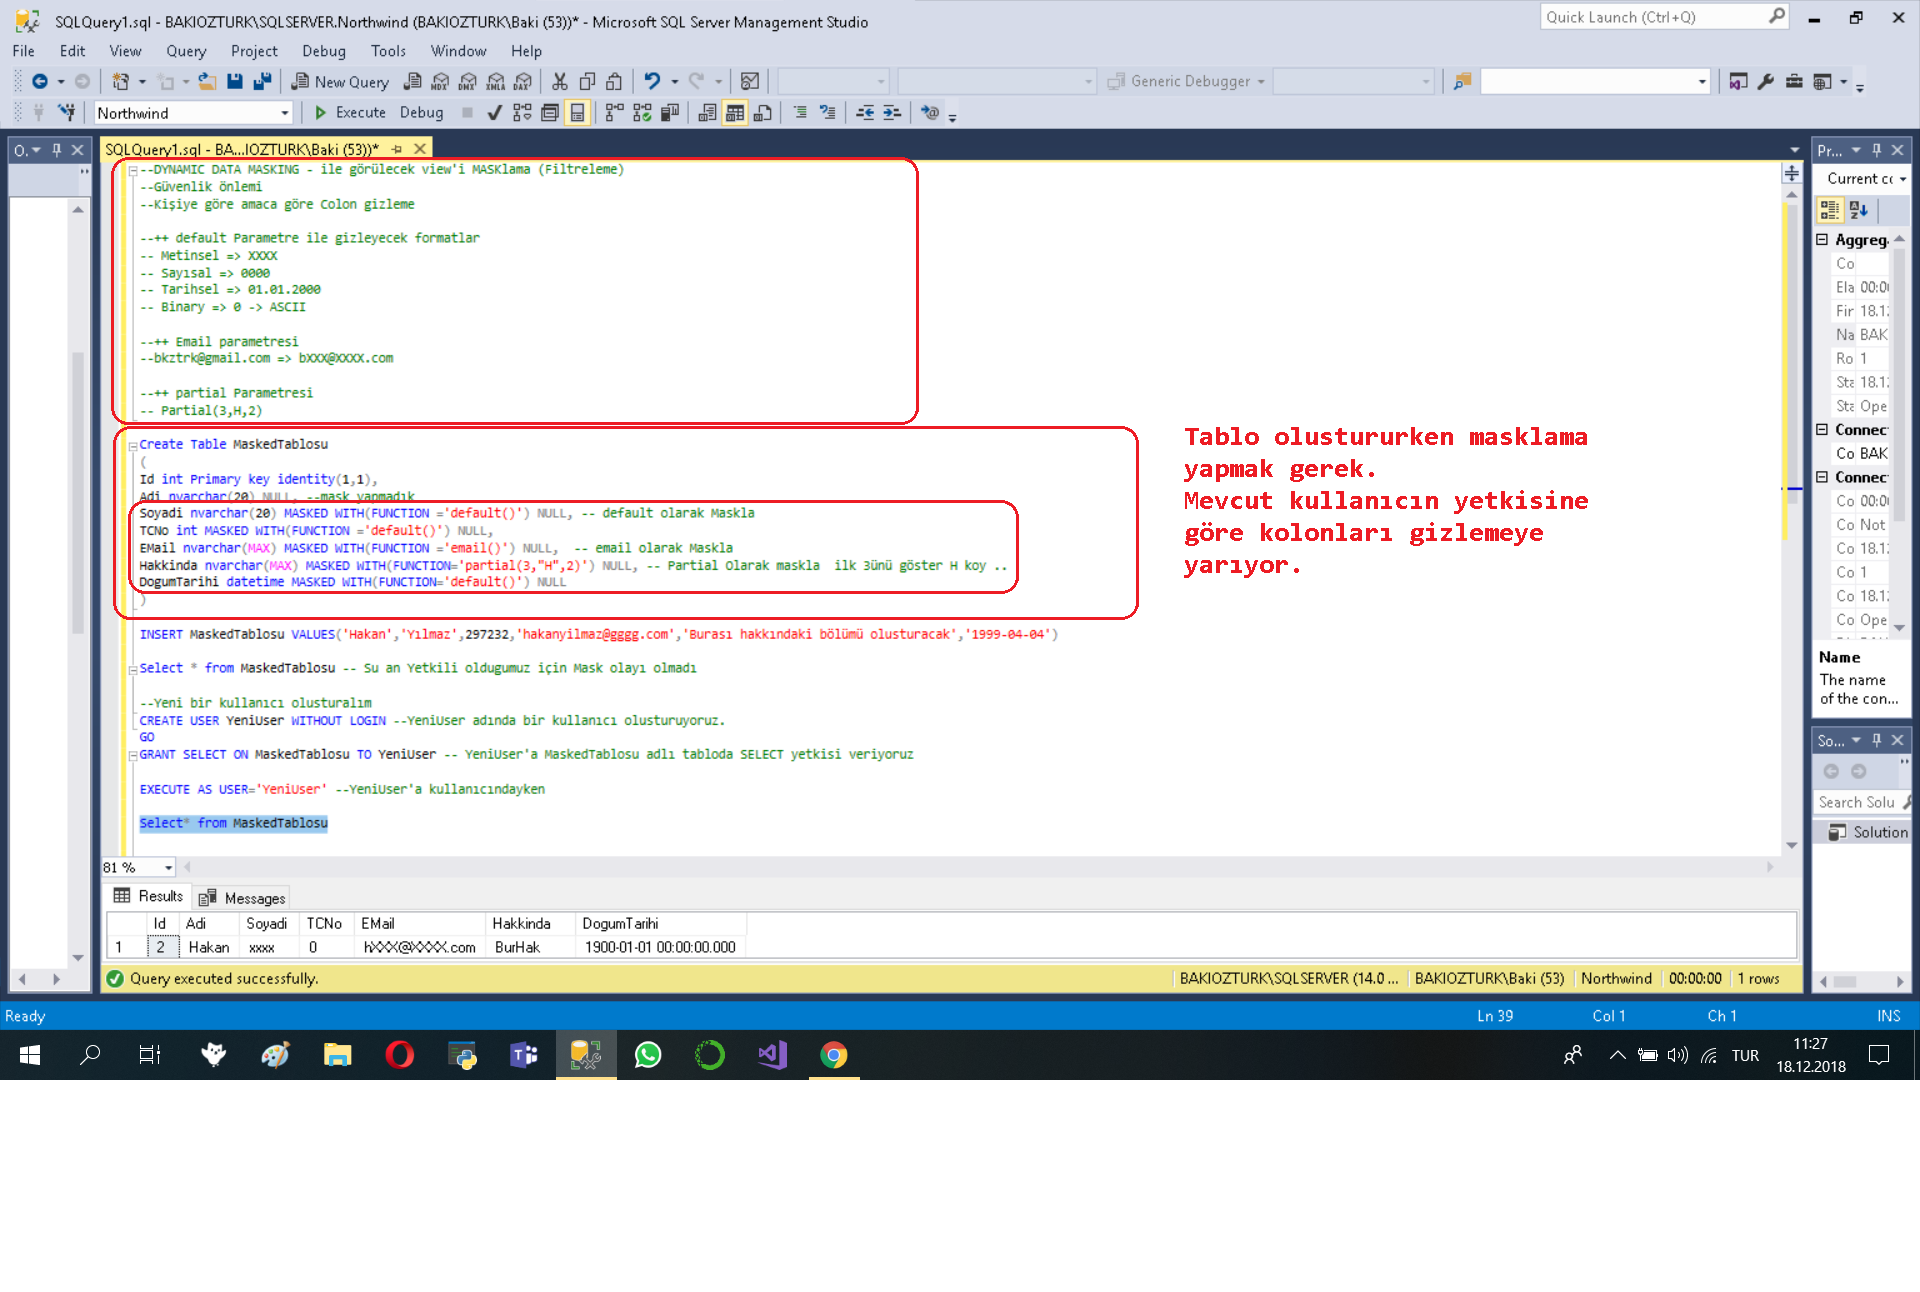 SQLQuery1.sql - BAKIOZTURK\SQLSERVER.Northwind (BAKIOZTURK\Baki (53))* - Microsoft SQL Server Management Studio
Quick Launch (Ctrl+Q)
File Edit View Query Project Debug Tools Window Help
New Query MDX DMX XMLA DAX Generic Debugger
Northwind Execute Debug
O... SQLQuery1.sql - BA...IOZTURK\Baki (53))* Pr...
--DYNAMIC DATA MASKING - ile görülecek view'i MASKlama (Filtreleme)
--Güvenlik önlemi
--Kişiye göre amaca göre Colon gizleme
--++ default Parametre ile gizleyecek formatlar
-- Metinsel => XXXX
-- Sayısal => 0000
-- Tarihsel => 01.01.2000
-- Binary => 0 -> ASCII
--++ Email parametresi
--bkztrk@gmail.com => bXXX@XXXX.com
--++ partial Parametresi
-- Partial(3,H,2)
Create Table MaskedTablosu
(
Id int Primary key identity(1,1),
Adi nvarchar(20) NULL, --mask yapmadık
Soyadi nvarchar(20) MASKED WITH(FUNCTION ='default()') NULL, -- default olarak Maskla
TCNo int MASKED WITH(FUNCTION ='default()') NULL,
EMail nvarchar(MAX) MASKED WITH(FUNCTION ='email()') NULL,  -- email olarak Maskla
Hakkinda nvarchar(MAX) MASKED WITH(FUNCTION='partial(3,"H",2)') NULL, -- Partial Olarak maskla  ilk 3ünü göster H koy ..
DogumTarihi datetime MASKED WITH(FUNCTION='default()') NULL
)
INSERT MaskedTablosu VALUES('Hakan','Yılmaz',297232,'hakanyilmaz@gggg.com','Burası hakkındaki bölümü olusturacak','1999-04-04')
Select * from MaskedTablosu -- Su an Yetkili oldugumuz için Mask olayı olmadı
--Yeni bir kullanıcı olusturalım
CREATE USER YeniUser WITHOUT LOGIN --YeniUser adında bir kullanıcı olusturuyoruz.
GO
GRANT SELECT ON MaskedTablosu TO YeniUser -- YeniUser'a MaskedTablosu adlı tabloda SELECT yetkisi veriyoruz
EXECUTE AS USER='YeniUser' --YeniUser'a kullanıcındayken
Select* from MaskedTablosu
Tablo olustururken masklama
yapmak gerek.
Mevcut kullanıcın yetkisine
göre kolonları gizlemeye
yarıyor.
81 %
Results Messages
Id Adi Soyadi TCNo EMail Hakkinda DogumTarihi
1 2 Hakan xxxx 0 hXXX@XXXX.com BurHak 1900-01-01 00:00:00.000
Query executed successfully. BAKIOZTURK\SQLSERVER (14.0 ... BAKIOZTURK\Baki (53) Northwind 00:00:00 1 rows
Current cc
Aggreg
Co
Ela 00:0
Fir 18.1
Na BAK
Ro 1
Sta 18.1
Sta Ope
Connec
Co BAK
Connec
Co 00:0
Co Not
Co 18.1
Co 1
Co 18.1
Co Ope
Name
The name
of the con...
So...
Search Solu
Solution
Ready Ln 39 Col 1 Ch 1 INS
TUR 11:27
18.12.2018